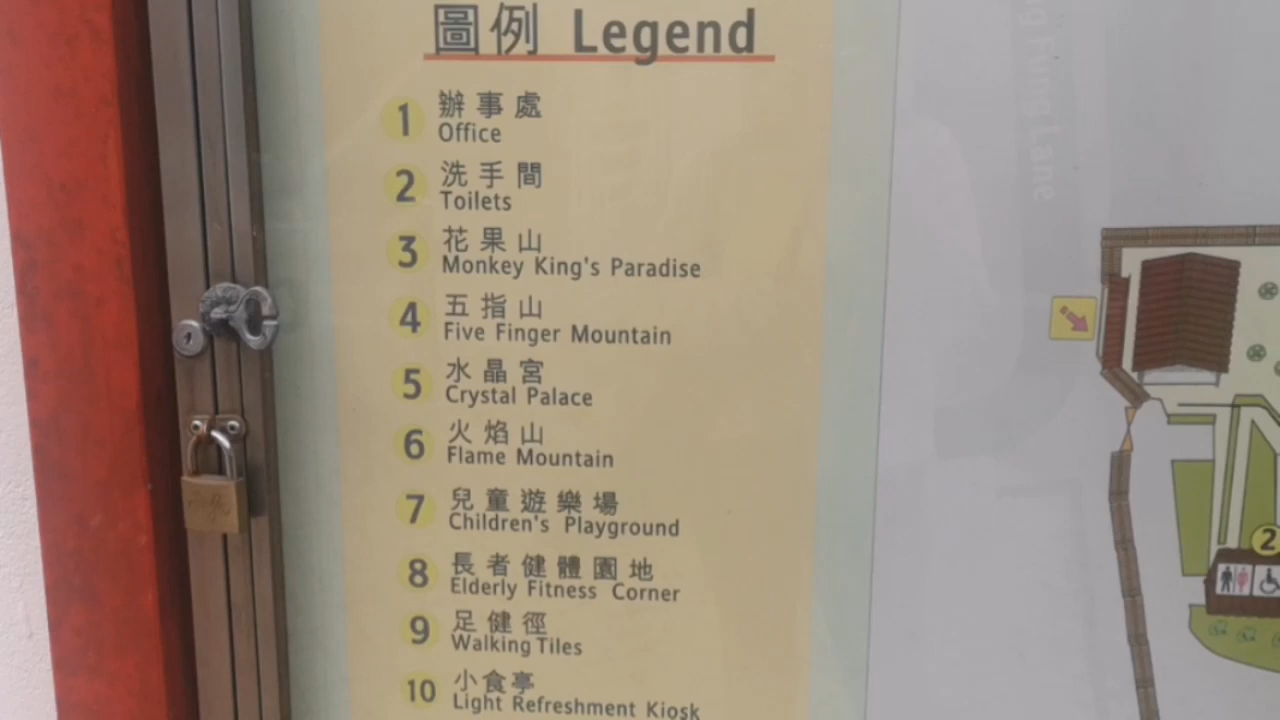 圖例 Legend
1 辦事處
Office
2 洗手間
Toilets
3 花果山
Monkey King's Paradise
4 五指山
Five Finger Mountain
5 水晶宮
Crystal Palace
6 火焰山
Flame Mountain
7 兒童遊樂場
Children's Playground
8 長者健體園地
Elderly Fitness Corner
9 足健徑
Walking Tiles
10 小食亭
Light Refreshment Kiosk
Lane
2